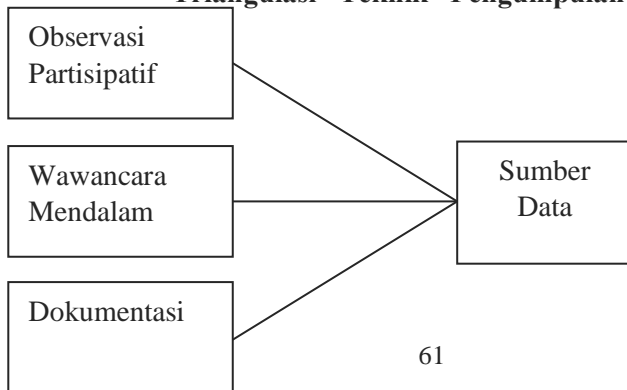 Triangulasi Teknik Pengumpulan
Observasi
Partisipatif
Wawancara
Mendalam
Dokumentasi
Sumber
Data
61